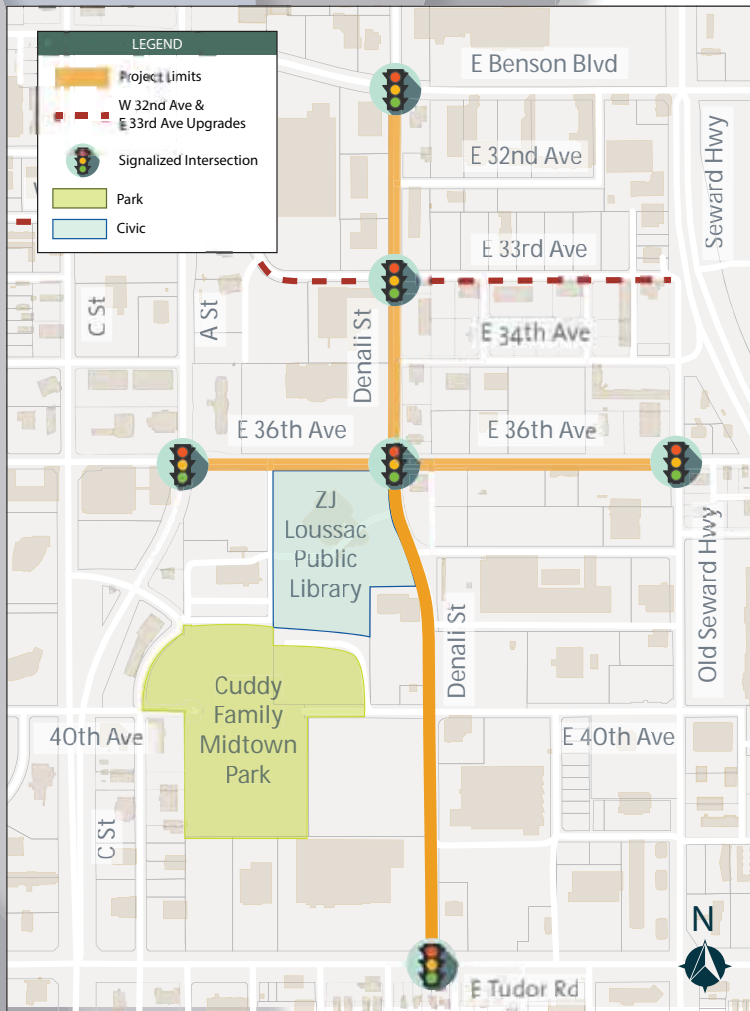 LEGEND
Project Limits
W 32nd Ave &
E 33rd Ave Upgrades
Signalized Intersection
Park
Civic
E Benson Blvd
E 32nd Ave
Seward Hwy
E 33rd Ave
C St
A St
Denali St
E 34th Ave
E 36th Ave
E 36th Ave
ZJ
Loussac
Public
Library
Denali St
Old Seward Hwy
Cuddy
Family
Midtown
Park
40th Ave
E 40th Ave
C St
N
E Tudor Rd